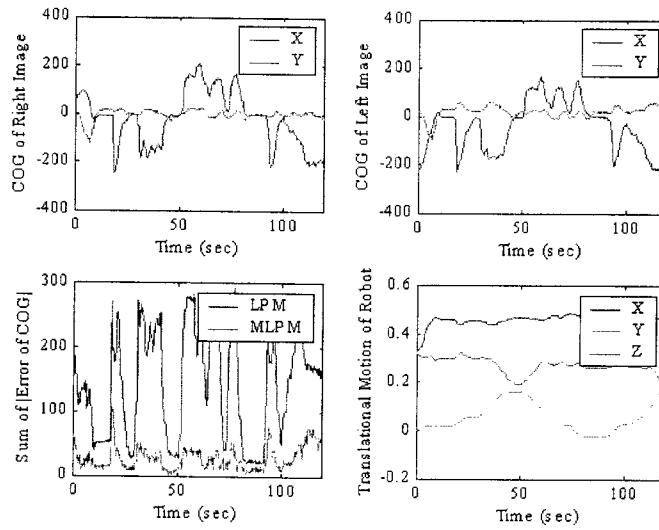 400
200
0
-200
-400
COG of Right Image
X
Y
0
50
100
Time (sec)
400
200
0
-200
-400
COG of Left Image
X
Y
0
50
100
Time (sec)
300
200
100
0
Sum of |Error of COG|
LPM
MLPM
0
50
100
Time (sec)
0.6
0.4
0.2
0
-0.2
Translational Motion of Robot
X
Y
Z
0
50
100
Time (sec)